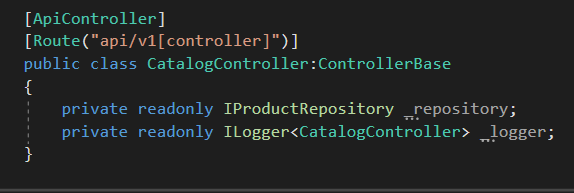 [ApiController]
[Route("api/v1[controller]")]
public class CatalogController:ControllerBase
{
    private readonly IProductRepository _repository;
    private readonly ILogger<CatalogController> _logger;
}